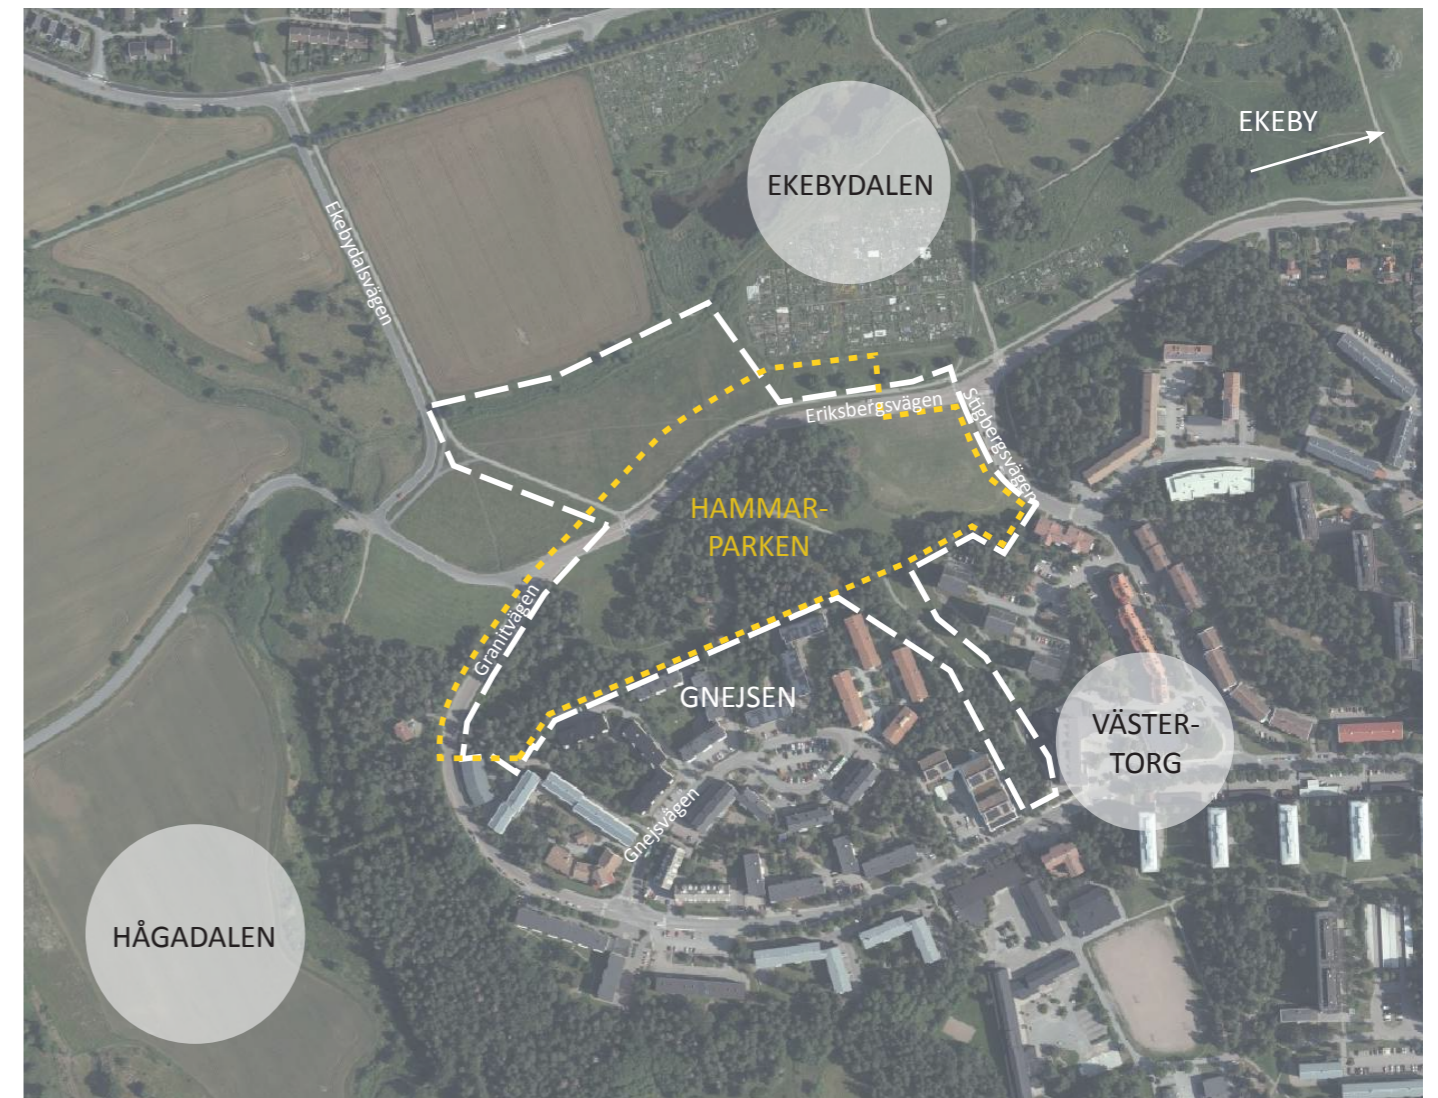 EKEBY
EKEBYDALEN
Ekebydalsvägen
Eriksbergsvägen
Stigbergsvägen
HAMMAR-
PARKEN
Granitvägen
GNEJSEN
VÄSTER-
TORG
Gnejsvägen
HÅGADALEN